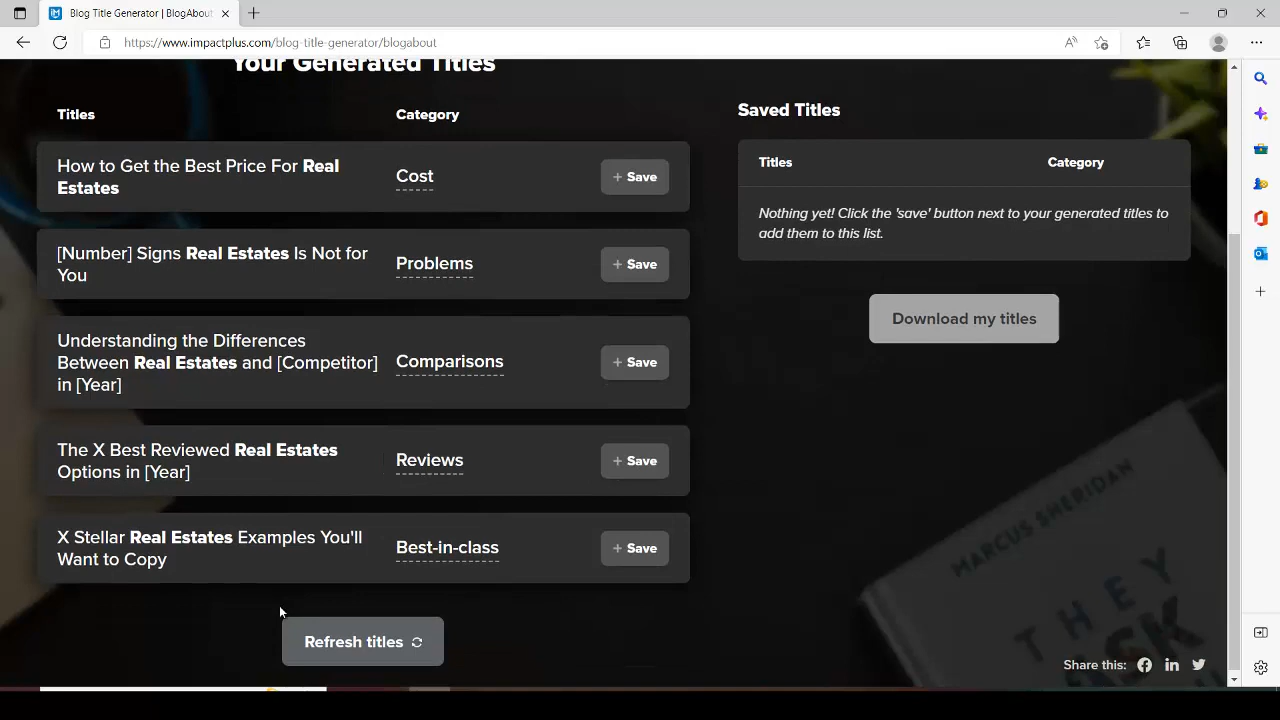 Blog Title Generator | BlogAbout
https://www.impactplus.com/blog-title-generator/blogabout
Your Generated Titles
Titles
Category
How to Get the Best Price For Real
Estates
Cost
+ Save
[Number] Signs Real Estates Is Not for
You
Problems
+ Save
Understanding the Differences
Between Real Estates and [Competitor]
in [Year]
Comparisons
+ Save
The X Best Reviewed Real Estates
Options in [Year]
Reviews
+ Save
X Stellar Real Estates Examples You'll
Want to Copy
Best-in-class
+ Save
Refresh titles
Saved Titles
Titles
Category
Nothing yet! Click the 'save' button next to your generated titles to
add them to this list.
Download my titles
MARCUS SHERIDAN
THEY
ASK
Share this: